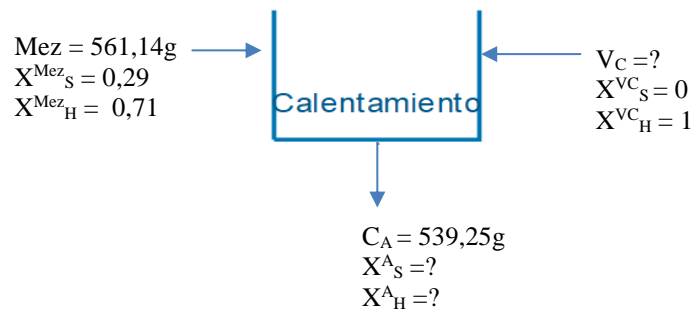 Mez = 561,14g
X^Mez_S = 0,29
X^Mez_H = 0,71
Calentamiento
V_C =?
X^VC_S = 0
X^VC_H = 1
C_A = 539,25g
X^A_S =?
X^A_H =?